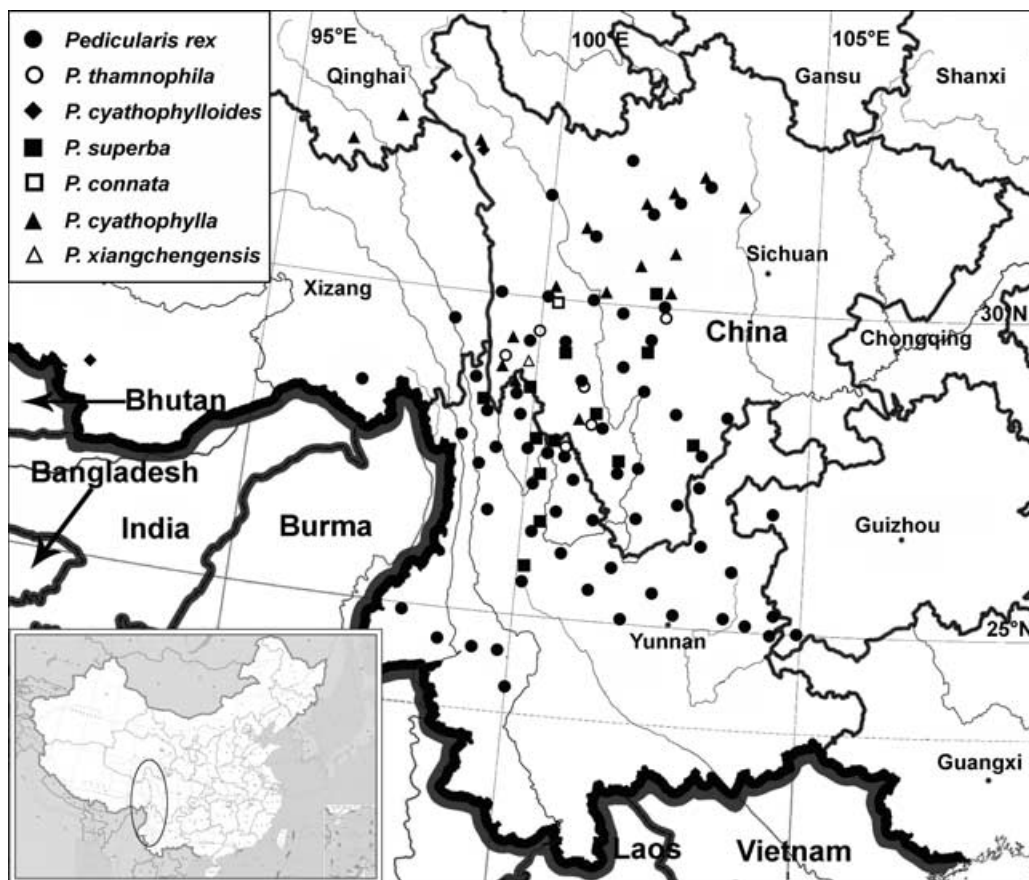 Pedicularis rex
P. thamnophila
P. cyathophylloides
P. superba
P. connata
P. cyathophylla
P. xiangchengensis
95°E
100°E
105°E
Qinghai
Gansu
Shanxi
Sichuan
Xizang
30°N
China
Chongqing
Bhutan
Bangladesh
India
Burma
Guizhou
25°N
Yunnan
Guangxi
Laos
Vietnam